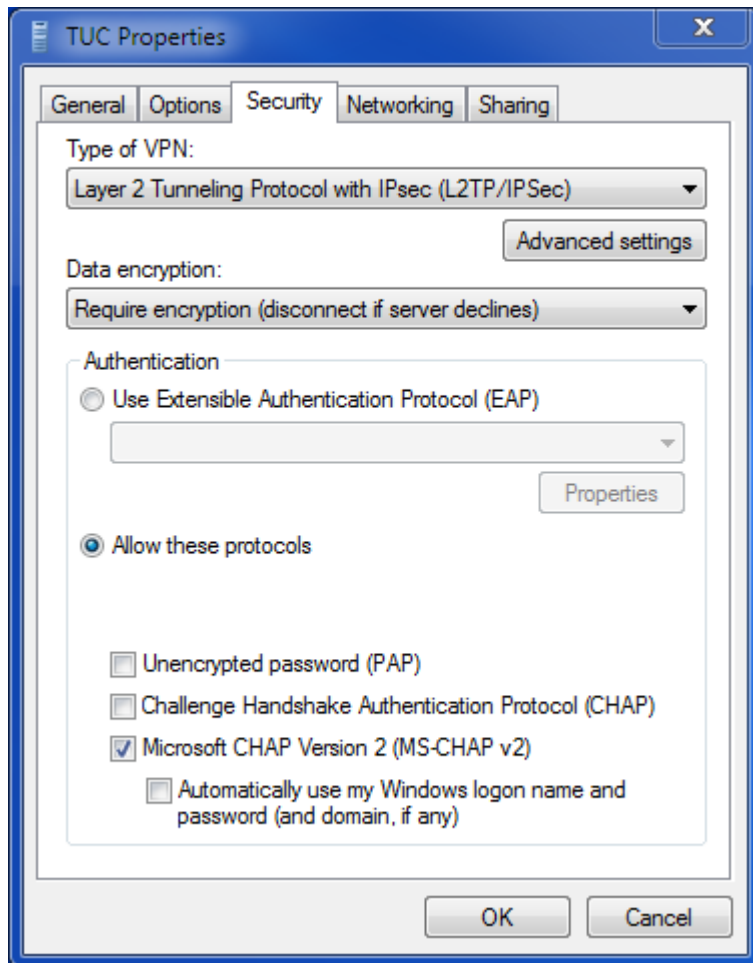 TUC Properties
General Options Security Networking Sharing
Type of VPN:
Layer 2 Tunneling Protocol with IPsec (L2TP/IPSec)
Advanced settings
Data encryption:
Require encryption (disconnect if server declines)
Authentication
Use Extensible Authentication Protocol (EAP)
Properties
Allow these protocols
Unencrypted password (PAP)
Challenge Handshake Authentication Protocol (CHAP)
Microsoft CHAP Version 2 (MS-CHAP v2)
Automatically use my Windows logon name and
password (and domain, if any)
OK Cancel